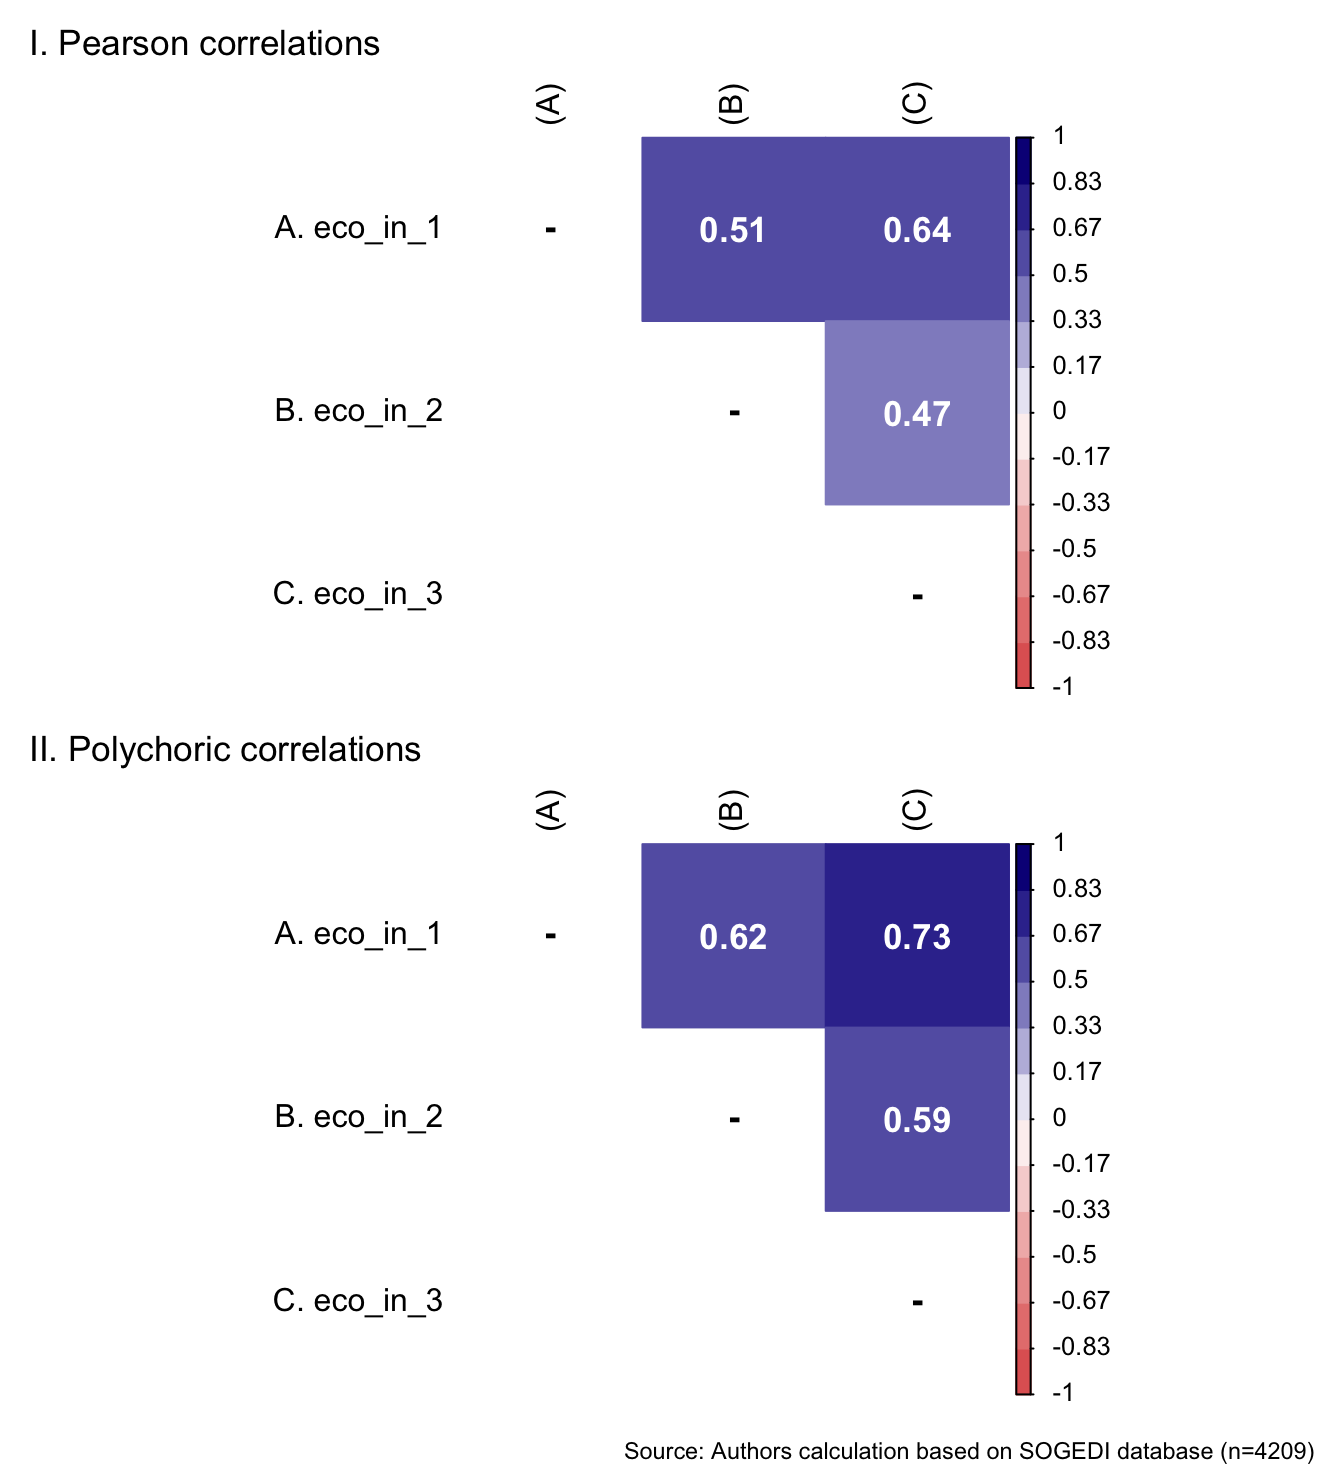 I. Pearson correlations
(A) (B) (C)
A. eco_in_1 - 0.51 0.64
B. eco_in_2 - 0.47
C. eco_in_3 -
1
0.83
0.67
0.5
0.33
0.17
0
-0.17
-0.33
-0.5
-0.67
-0.83
-1
II. Polychoric correlations
(A) (B) (C)
A. eco_in_1 - 0.62 0.73
B. eco_in_2 - 0.59
C. eco_in_3 -
1
0.83
0.67
0.5
0.33
0.17
0
-0.17
-0.33
-0.5
-0.67
-0.83
-1
Source: Authors calculation based on SOGEDI database (n=4209)